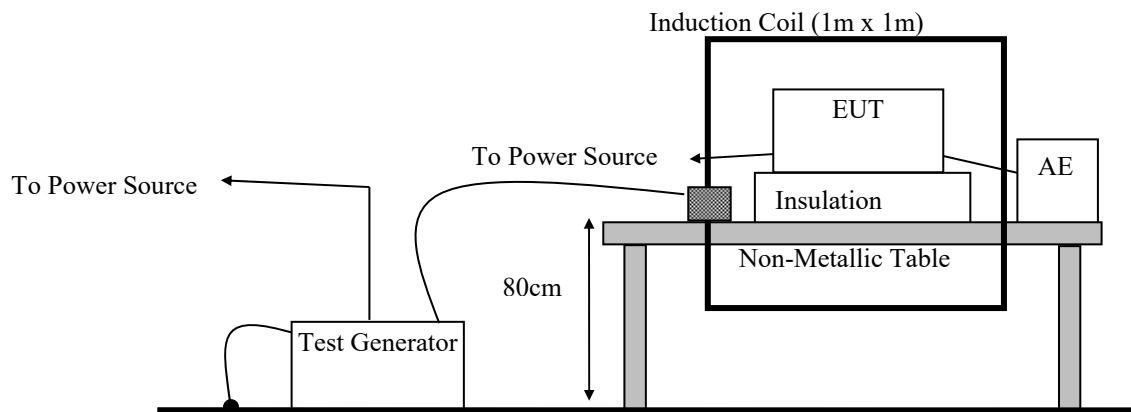 Induction Coil (1m x 1m)
EUT
To Power Source
AE
To Power Source
Insulation
Non-Metallic Table
80cm
Test Generator